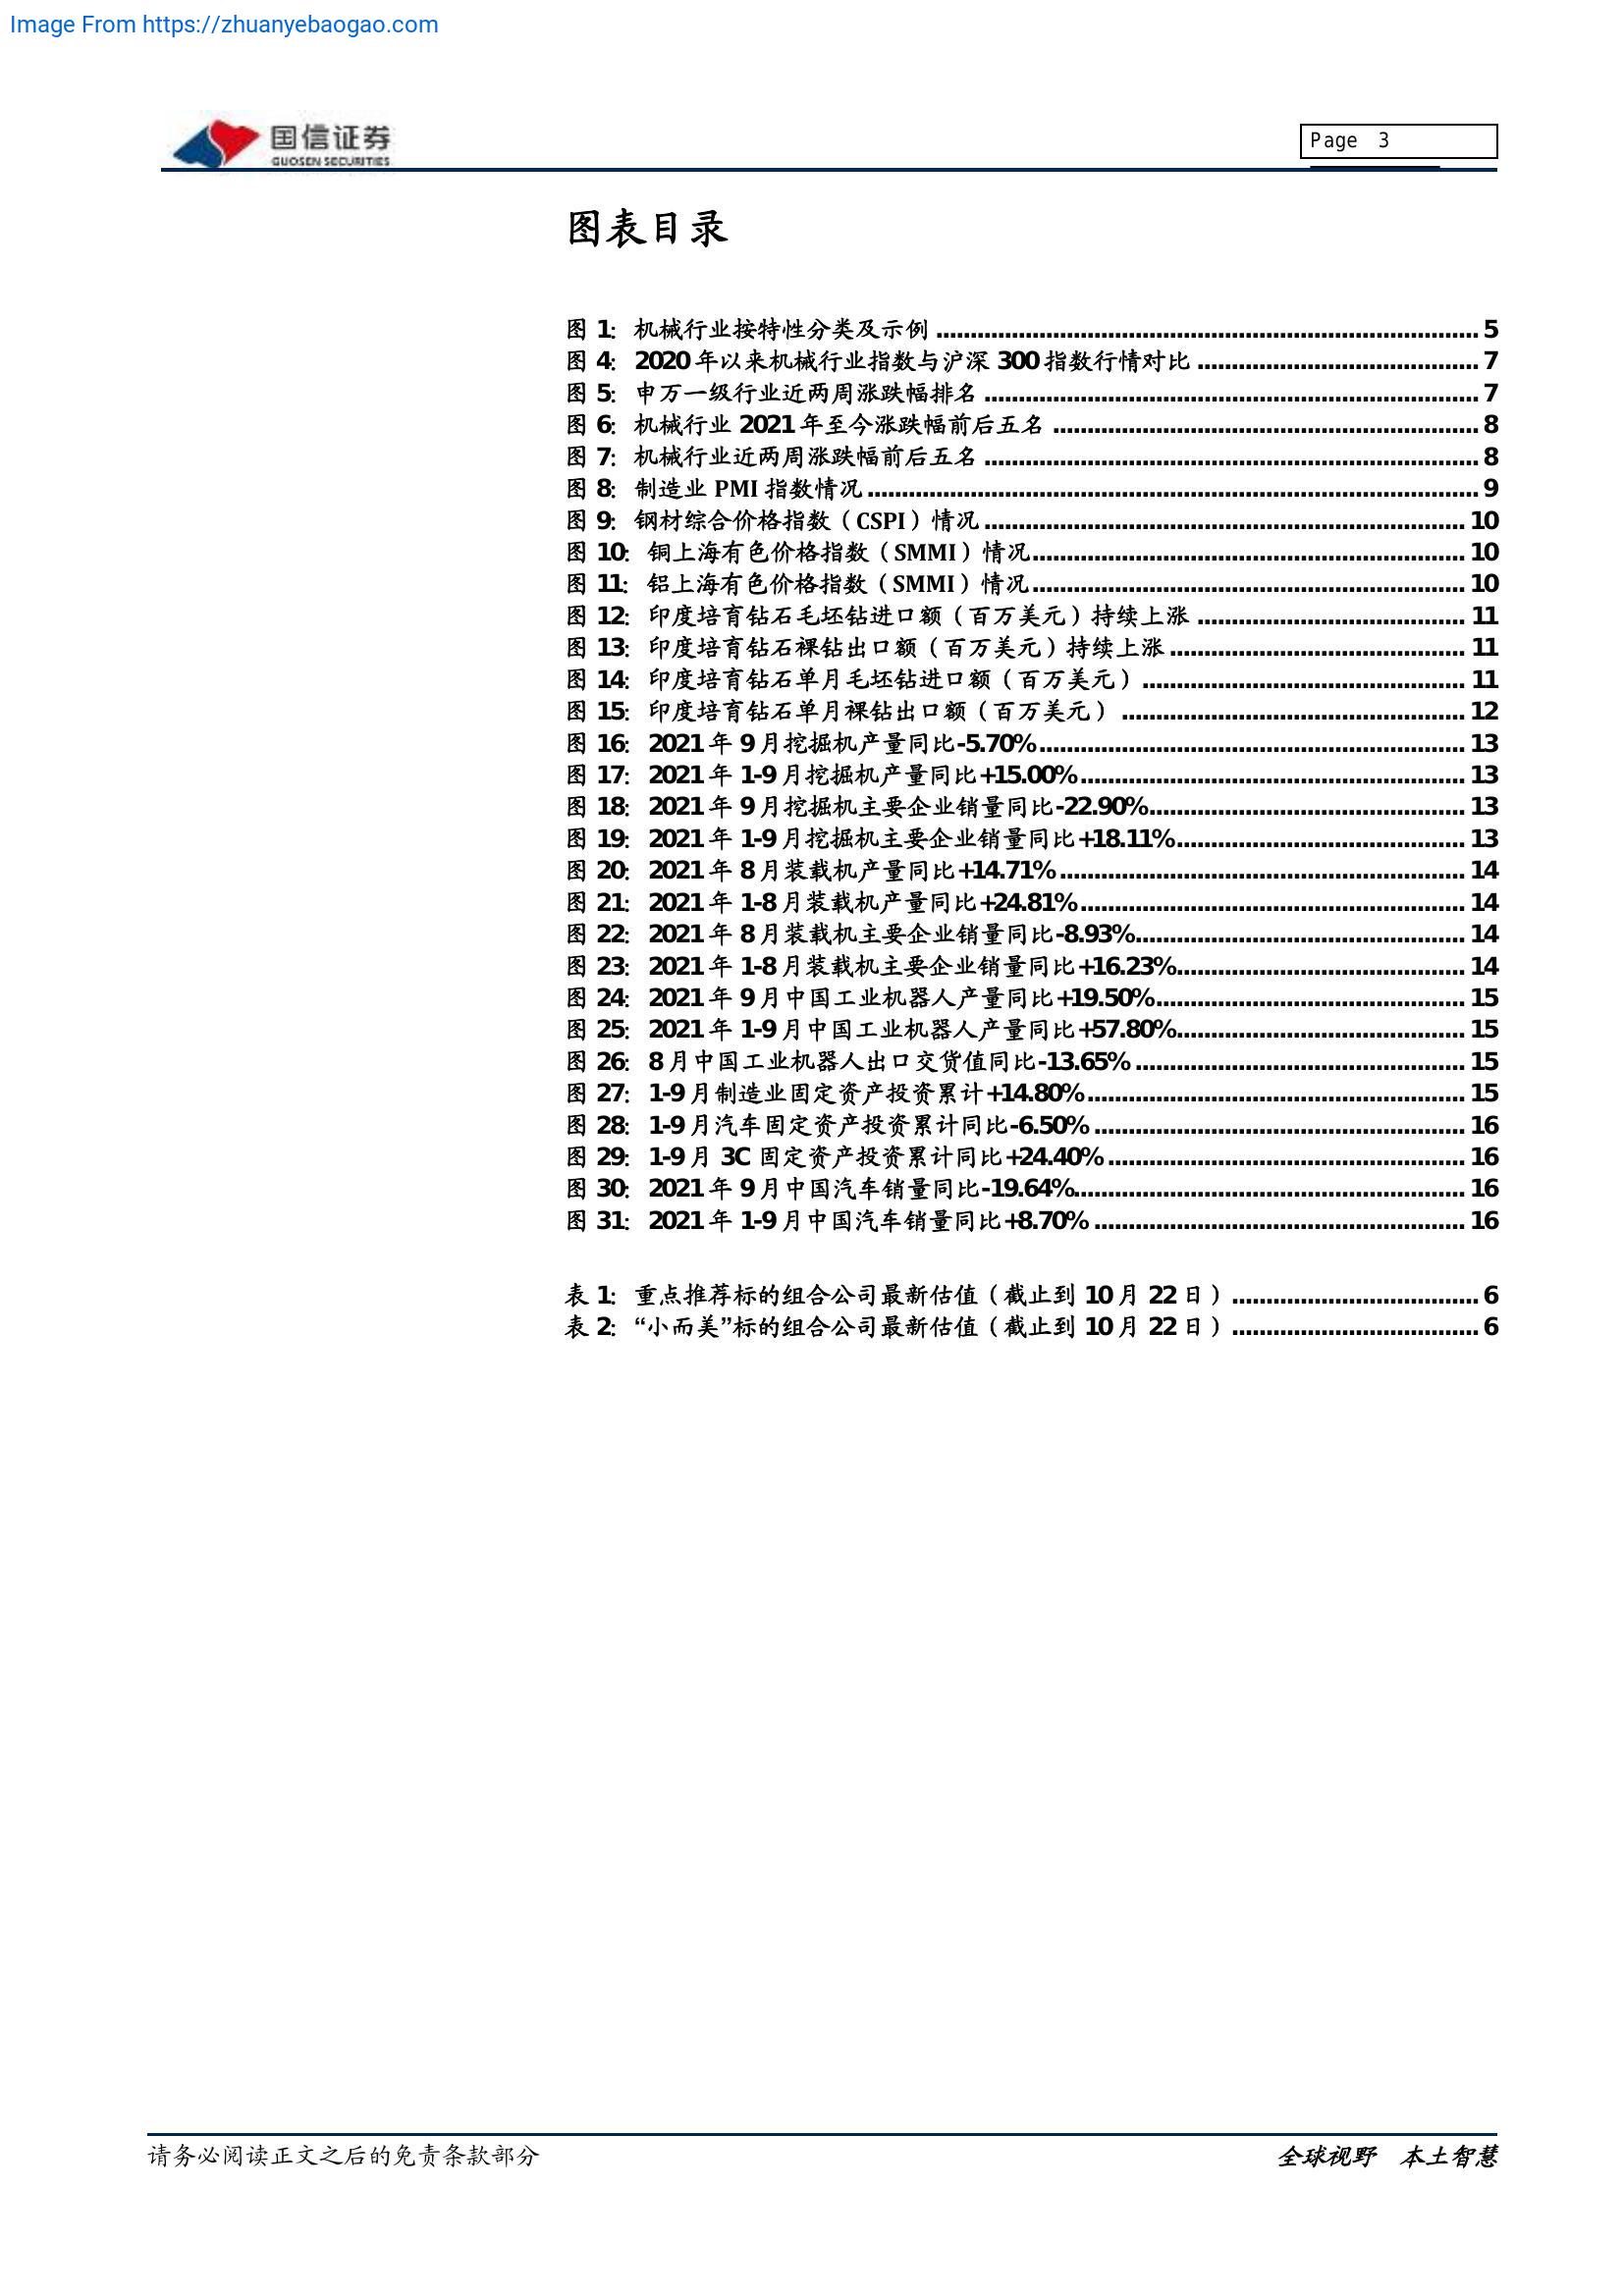 Image From https://zhuanyebaogao.com
国信证券
GUOSEN SECURITIES
Page 3
图表目录
图 1: 机械行业按特性分类及示例 ........ 5
图 4: 2020 年以来机械行业指数与沪深 300 指数行情对比 ........ 7
图 5: 申万一级行业近两周涨跌幅排名 ........ 7
图 6: 机械行业 2021 年至今涨跌幅前后五名 ........ 8
图 7: 机械行业近两周涨跌幅前后五名 ........ 8
图 8: 制造业 PMI 指数情况 ........ 9
图 9: 钢材综合价格指数（CSPI）情况 ........ 10
图 10: 铜上海有色价格指数（SMMI）情况 ........ 10
图 11: 铝上海有色价格指数（SMMI）情况 ........ 10
图 12: 印度培育钻石毛坯钻进口额（百万美元）持续上涨 ........ 11
图 13: 印度培育钻石裸钻出口额（百万美元）持续上涨 ........ 11
图 14: 印度培育钻石单月毛坯钻进口额（百万美元） ........ 11
图 15: 印度培育钻石单月裸钻出口额（百万美元） ........ 12
图 16: 2021 年 9 月挖掘机产量同比-5.70% ........ 13
图 17: 2021 年 1-9 月挖掘机产量同比+15.00% ........ 13
图 18: 2021 年 9 月挖掘机主要企业销量同比-22.90% ........ 13
图 19: 2021 年 1-9 月挖掘机主要企业销量同比+18.11% ........ 13
图 20: 2021 年 8 月装载机产量同比+14.71% ........ 14
图 21: 2021 年 1-8 月装载机产量同比+24.81% ........ 14
图 22: 2021 年 8 月装载机主要企业销量同比-8.93% ........ 14
图 23: 2021 年 1-8 月装载机主要企业销量同比+16.23% ........ 14
图 24: 2021 年 9 月中国工业机器人产量同比+19.50% ........ 15
图 25: 2021 年 1-9 月中国工业机器人产量同比+57.80% ........ 15
图 26: 8 月中国工业机器人出口交货值同比-13.65% ........ 15
图 27: 1-9 月制造业固定资产投资累计+14.80% ........ 15
图 28: 1-9 月汽车固定资产投资累计同比-6.50% ........ 16
图 29: 1-9 月 3C 固定资产投资累计同比+24.40% ........ 16
图 30: 2021 年 9 月中国汽车销量同比-19.64% ........ 16
图 31: 2021 年 1-9 月中国汽车销量同比+8.70% ........ 16
表 1: 重点推荐标的组合公司最新估值（截止到 10 月 22 日） ........ 6
表 2: “小而美”标的组合公司最新估值（截止到 10 月 22 日） ........ 6
请务必阅读正文之后的免责条款部分
全球视野 本土智慧